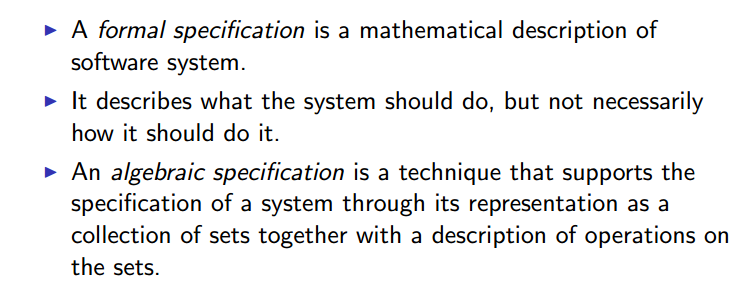 ▶ A formal specification is a mathematical description of
software system.
▶ It describes what the system should do, but not necessarily
how it should do it.
▶ An algebraic specification is a technique that supports the
specification of a system through its representation as a
collection of sets together with a description of operations on
the sets.